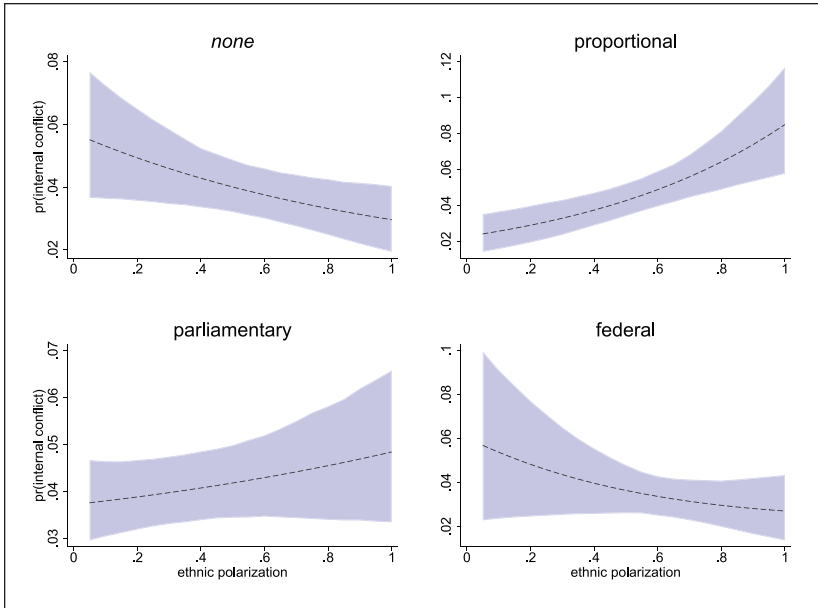 none
pr(internal conflict)
.08
.06
.04
.02
0 .2 .4 .6 .8 1
proportional
.12
.1
.08
.06
.04
.02
0 .2 .4 .6 .8 1
parliamentary
pr(internal conflict)
.07
.06
.05
.04
.03
0 .2 .4 .6 .8 1
ethnic polarization
federal
.1
.08
.06
.04
.02
0 .2 .4 .6 .8 1
ethnic polarization